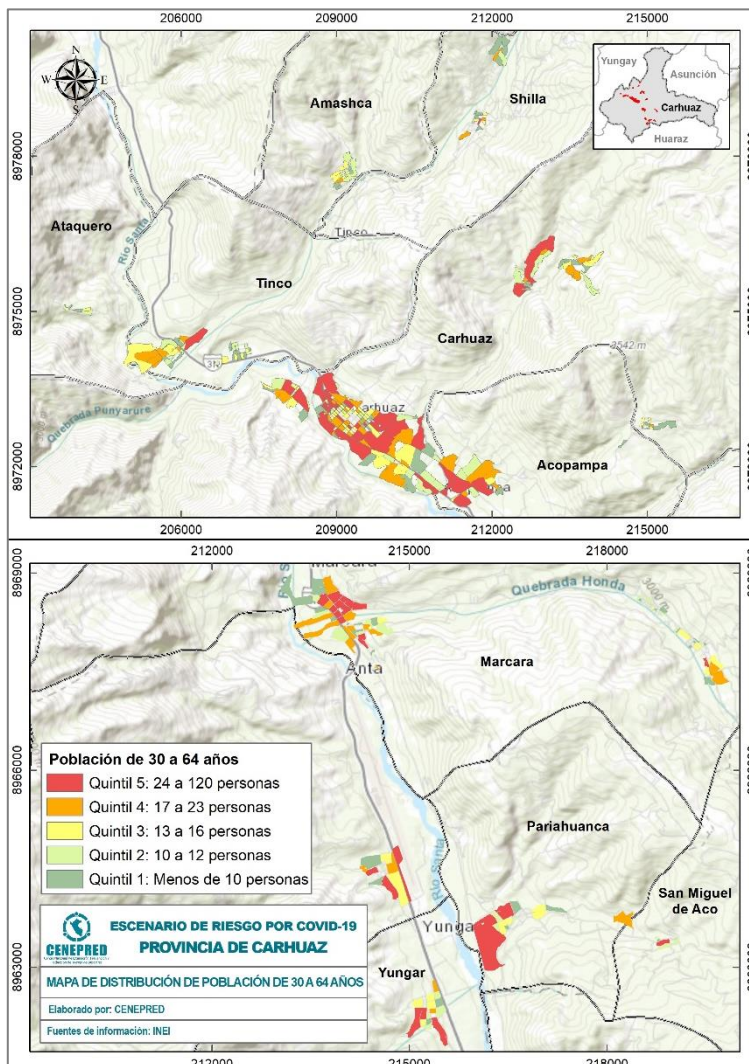 206000 209000 212000 215000
N
W E
S
Yungay
Asunción
Carhuaz
Huaraz
Amashca
Shilla
8978000
Ataquero
Río Santa
Tinco
Tinco
8975000
Carhuaz
3N
3542 m
Quebrada Punyarure
8972000
Acopampa
206000 209000 212000 215000
212000 215000 218000
8969000
Quebrada Honda
Marcara
Anta
8966000
Población de 30 a 64 años
Quintil 5: 24 a 120 personas
Quintil 4: 17 a 23 personas
Quintil 3: 13 a 16 personas
Quintil 2: 10 a 12 personas
Quintil 1: Menos de 10 personas
Pariahuanca
San Miguel
de Aco
Río Santa
Yunga
Yungar
8963000
CENEPRED
ESCENARIO DE RIESGO POR COVID-19
PROVINCIA DE CARHUAZ
MAPA DE DISTRIBUCIÓN DE POBLACIÓN DE 30 A 64 AÑOS
Elaborado por: CENEPRED
Fuentes de información: INEI
212000 215000 218000